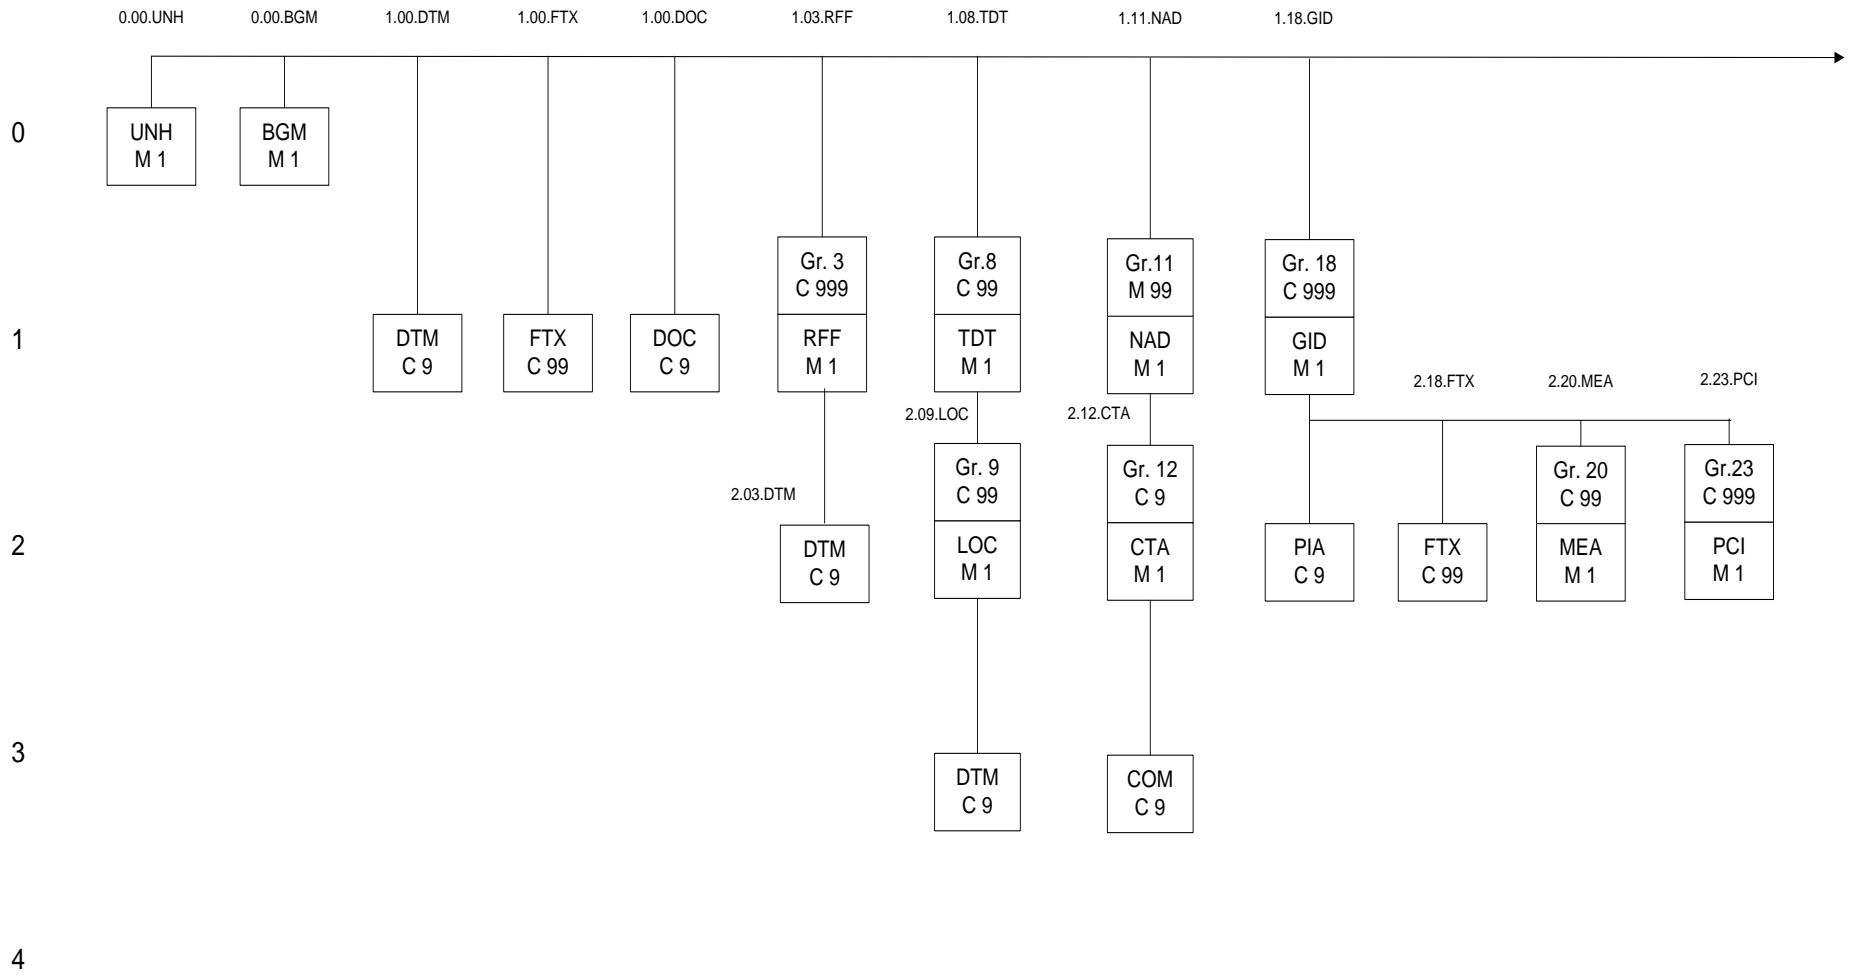 0.00.UNH
0.00.BGM
1.00.DTM
1.00.FTX
1.00.DOC
1.03.RFF
1.08.TDT
1.11.NAD
1.18.GID
0
UNH
M 1
BGM
M 1
1
DTM
C 9
FTX
C 99
DOC
C 9
Gr. 3
C 999
RFF
M 1
Gr.8
C 99
TDT
M 1
Gr.11
M 99
NAD
M 1
Gr. 18
C 999
GID
M 1
2.18.FTX
2.20.MEA
2.23.PCI
2.09.LOC
2.12.CTA
2.03.DTM
2
DTM
C 9
Gr. 9
C 99
LOC
M 1
Gr. 12
C 9
CTA
M 1
PIA
C 9
FTX
C 99
Gr. 20
C 99
MEA
M 1
Gr.23
C 999
PCI
M 1
3
DTM
C 9
COM
C 9
4